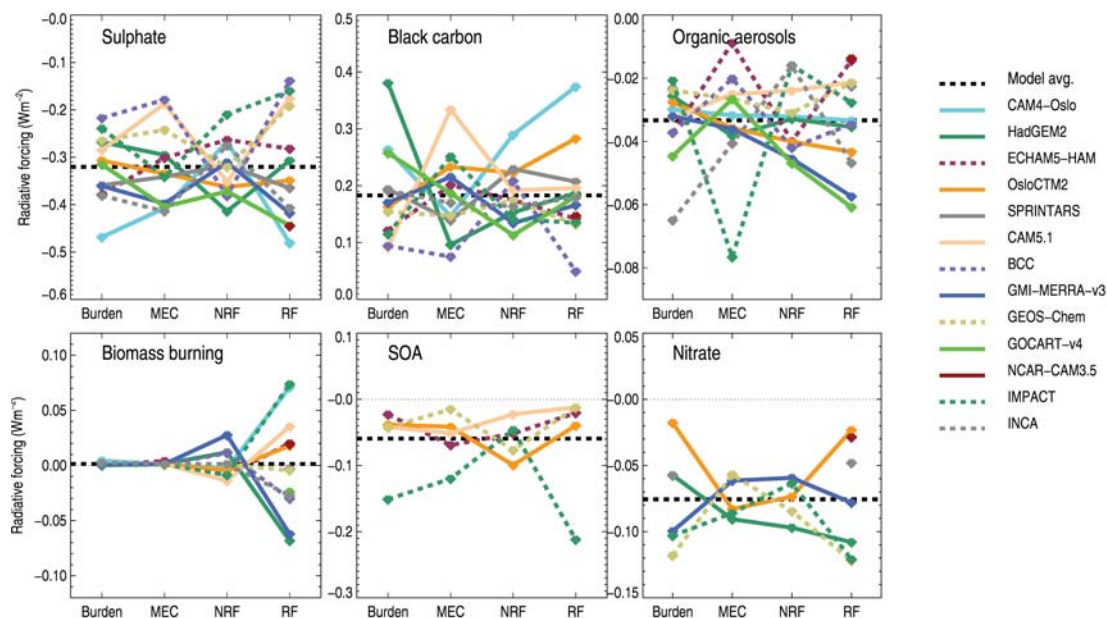 Sulphate
Black carbon
Organic aerosols
Radiative forcing (Wm⁻²)
−0.0
−0.1
−0.2
−0.3
−0.4
−0.5
−0.6
0.5
0.4
0.3
0.2
0.1
0.0
−0.00
−0.02
−0.04
−0.06
−0.08
Burden MEC NRF RF
Burden MEC NRF RF
Burden MEC NRF RF
Biomass burning
SOA
Nitrate
Radiative forcing (Wm⁻²)
0.10
0.05
0.00
−0.05
−0.10
0.1
−0.0
−0.1
−0.2
−0.3
0.05
−0.00
−0.05
−0.10
−0.15
Burden MEC NRF RF
Burden MEC NRF RF
Burden MEC NRF RF
Model avg.
CAM4−Oslo
HadGEM2
ECHAM5−HAM
OsloCTM2
SPRINTARS
CAM5.1
BCC
GMI−MERRA−v3
GEOS−Chem
GOCART−v4
NCAR−CAM3.5
IMPACT
INCA